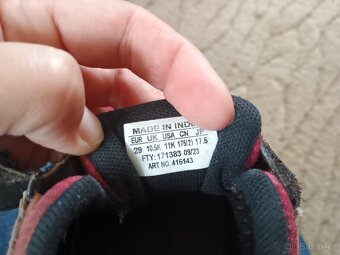 MADE IN INDI
EUR UK USA CN JP
29 10.5K 11K 175(2) 17.5
FTY:171383 09/23
ART NO.416143